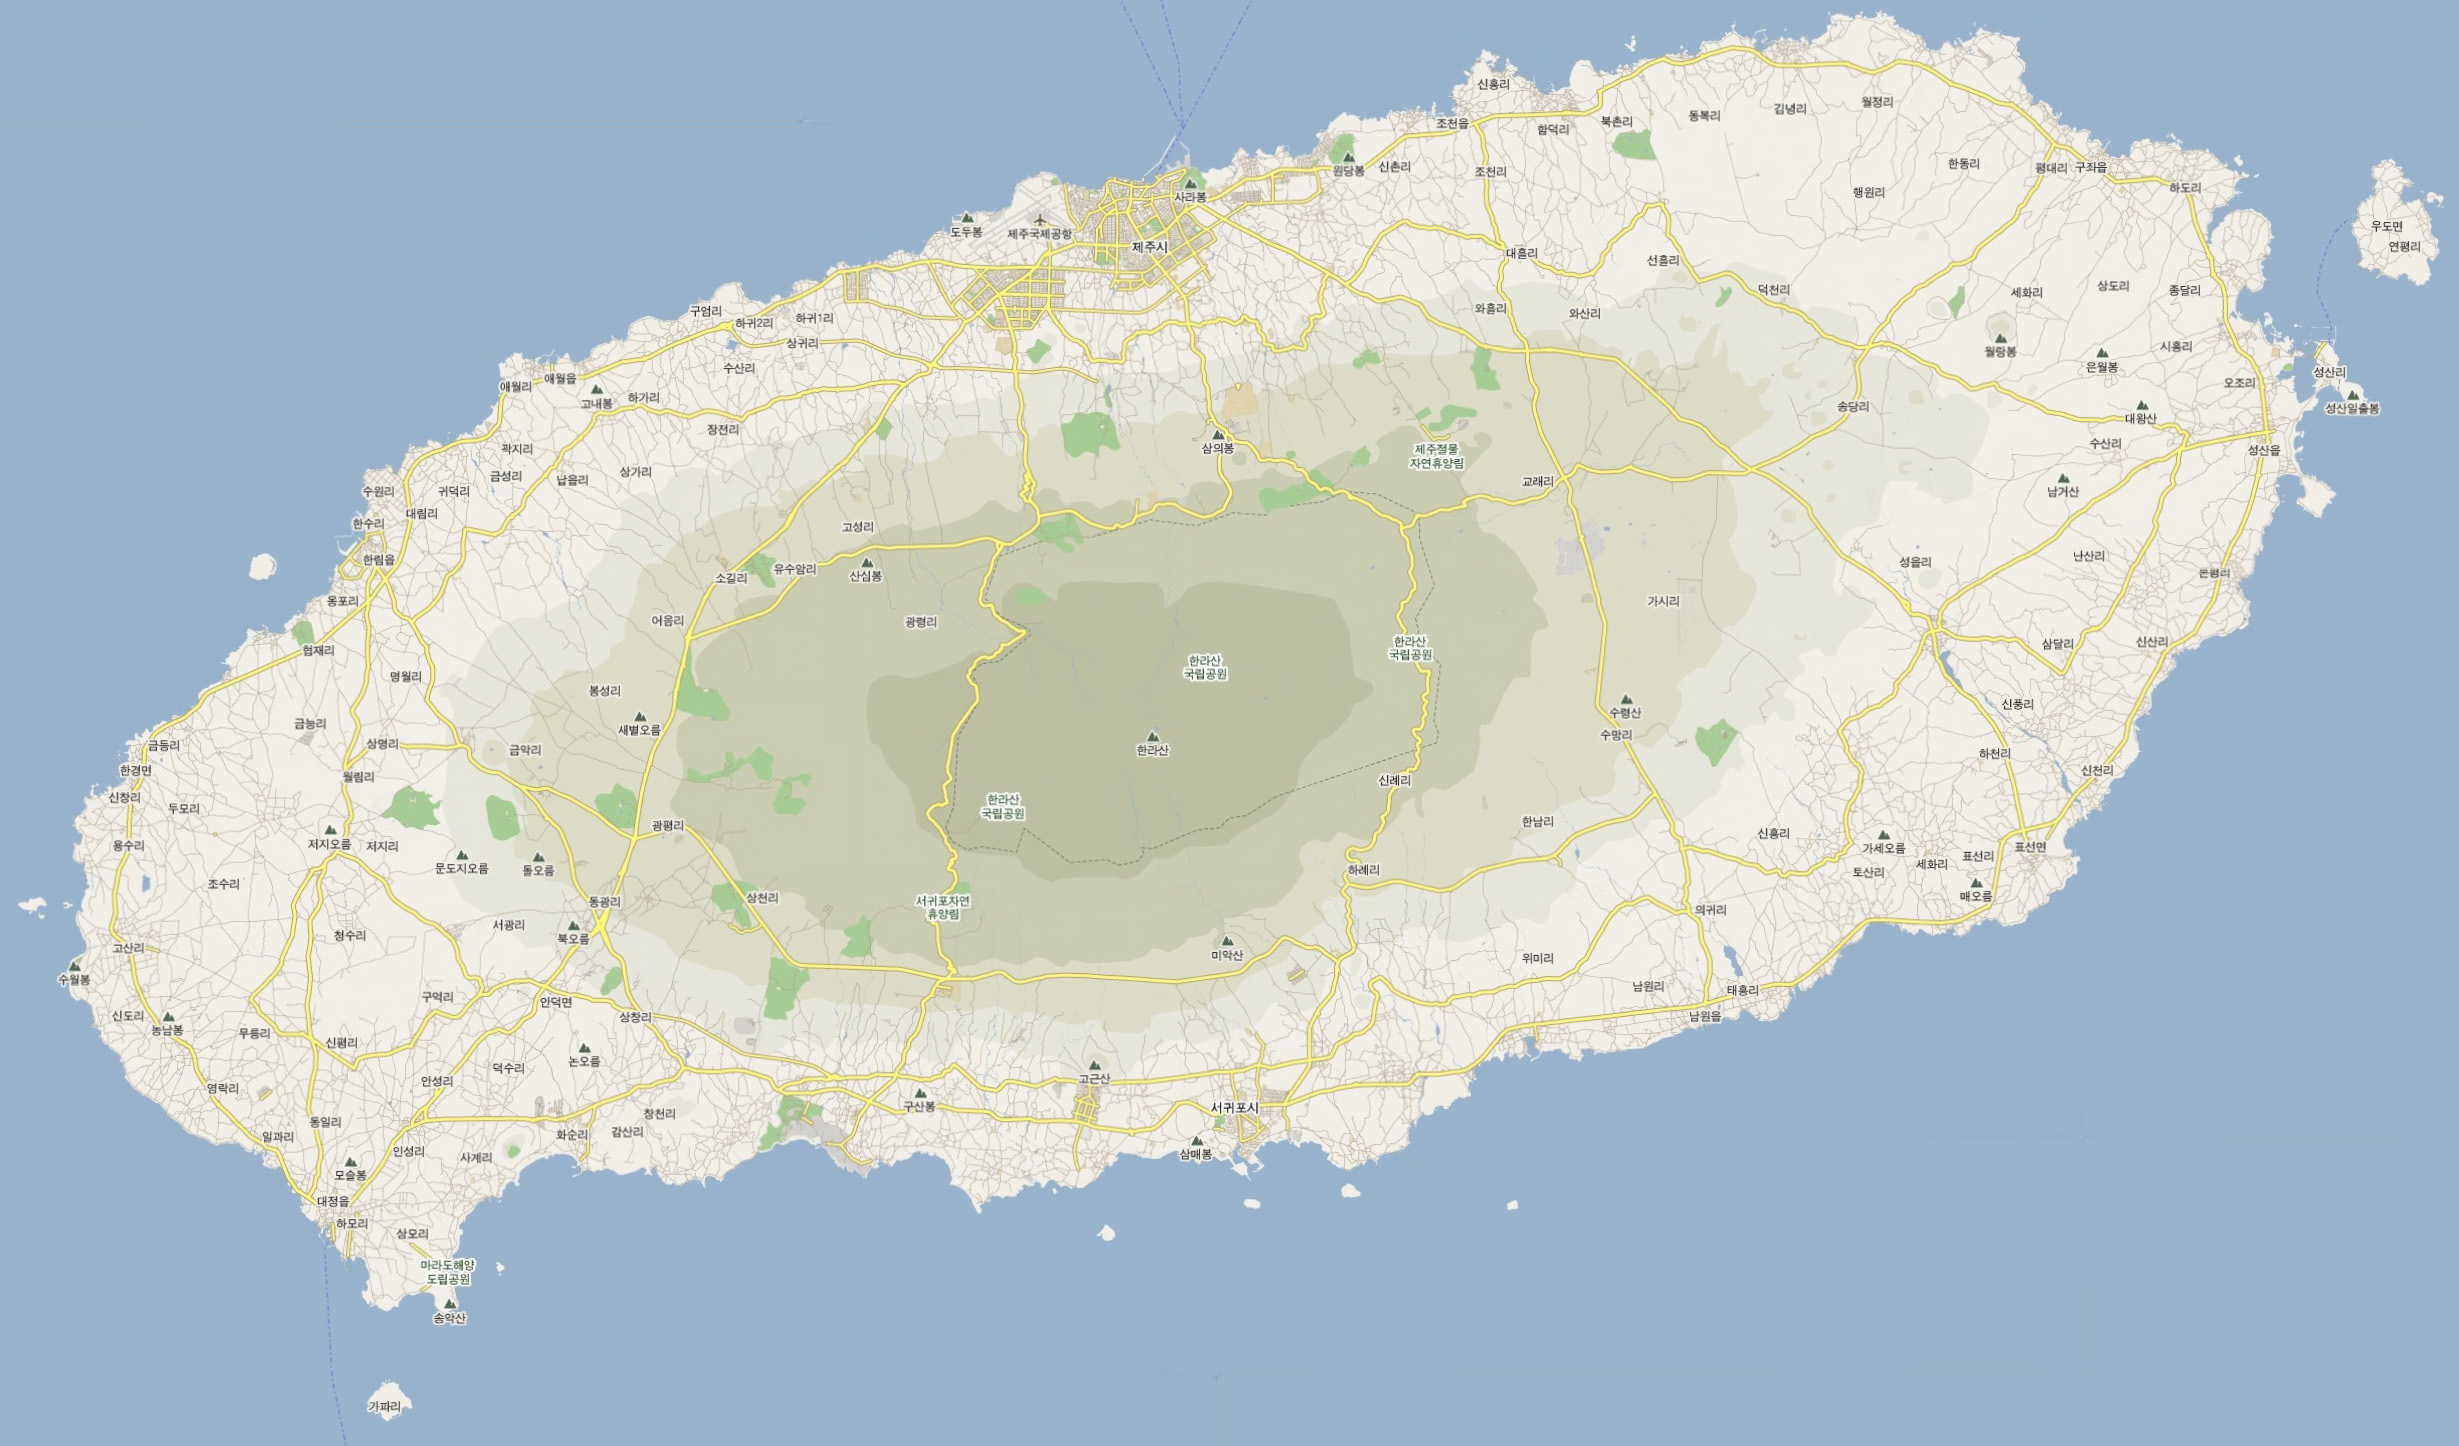 신흥리
조천읍
함덕리
북촌리
동복리
김녕리
월정리
원당봉
신촌리
조천리
한동리
평대리
구좌읍
하도리
행원리
사라봉
도두봉
제주국제공항
제주시
우도면
연평리
대흘리
선흘리
덕천리
세화리
상도리
종달리
구엄리
하귀2리
하귀1리
와흘리
와산리
상귀리
월랑봉
은월봉
시흥리
수산리
성산리
애월리
애월읍
오조리
고내봉
하가리
송당리
성산일출봉
대왕산
장전리
곽지리
삼의봉
제주절물
자연휴양림
수산리
성산읍
금성리
납읍리
상가리
수원리
귀덕리
교래리
남거산
대림리
한수리
고성리
한림읍
산심봉
유수암리
소길리
성읍리
난산리
온평리
옹포리
가시리
어음리
광령리
협재리
한라산
국립공원
삼달리
신산리
한라산
국립공원
명월리
봉성리
신풍리
금능리
새별오름
수령산
수망리
금등리
상명리
금악리
한라산
하천리
한경면
월림리
신례리
신천리
신창리
두모리
한라산
국립공원
광평리
한남리
신흥리
가세오름
용수리
저지오름
저지리
문도지오름
돌오름
하례리
표선면
표선리
세화리
토산리
조수리
상천리
매오름
동광리
서귀포자연
휴양림
의귀리
서광리
북오름
청수리
고산리
미악산
위미리
수월봉
남원리
태흥리
구억리
안덕면
신도리
농남봉
상창리
남원읍
무릉리
신평리
논오름
덕수리
안성리
고근산
영락리
구산봉
서귀포시
창천리
동일리
일과리
화순리
감산리
인성리
사계리
삼매봉
모슬봉
대정읍
하모리
상모리
마라도해양
도립공원
송악산
가파리